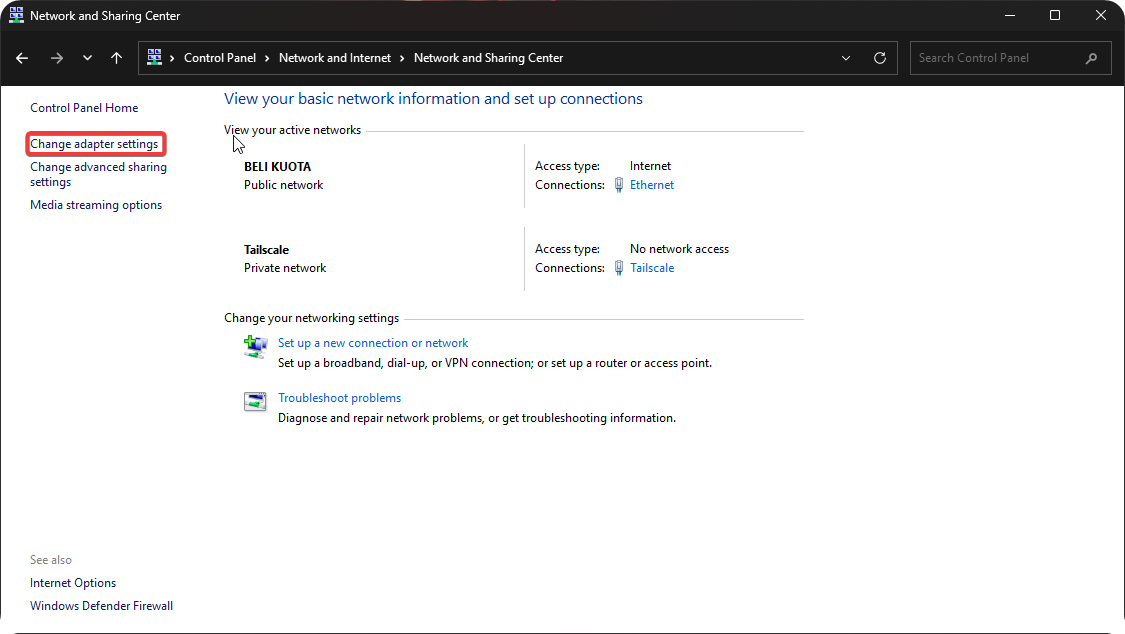 Network and Sharing Center
Control Panel > Network and Internet > Network and Sharing Center
Search Control Panel
Control Panel Home
Change adapter settings
Change advanced sharing
settings
Media streaming options
View your basic network information and set up connections
View your active networks
BELI KUOTA
Public network
Access type: Internet
Connections: Ethernet
Tailscale
Private network
Access type: No network access
Connections: Tailscale
Change your networking settings
Set up a new connection or network
Set up a broadband, dial-up, or VPN connection; or set up a router or access point.
Troubleshoot problems
Diagnose and repair network problems, or get troubleshooting information.
See also
Internet Options
Windows Defender Firewall